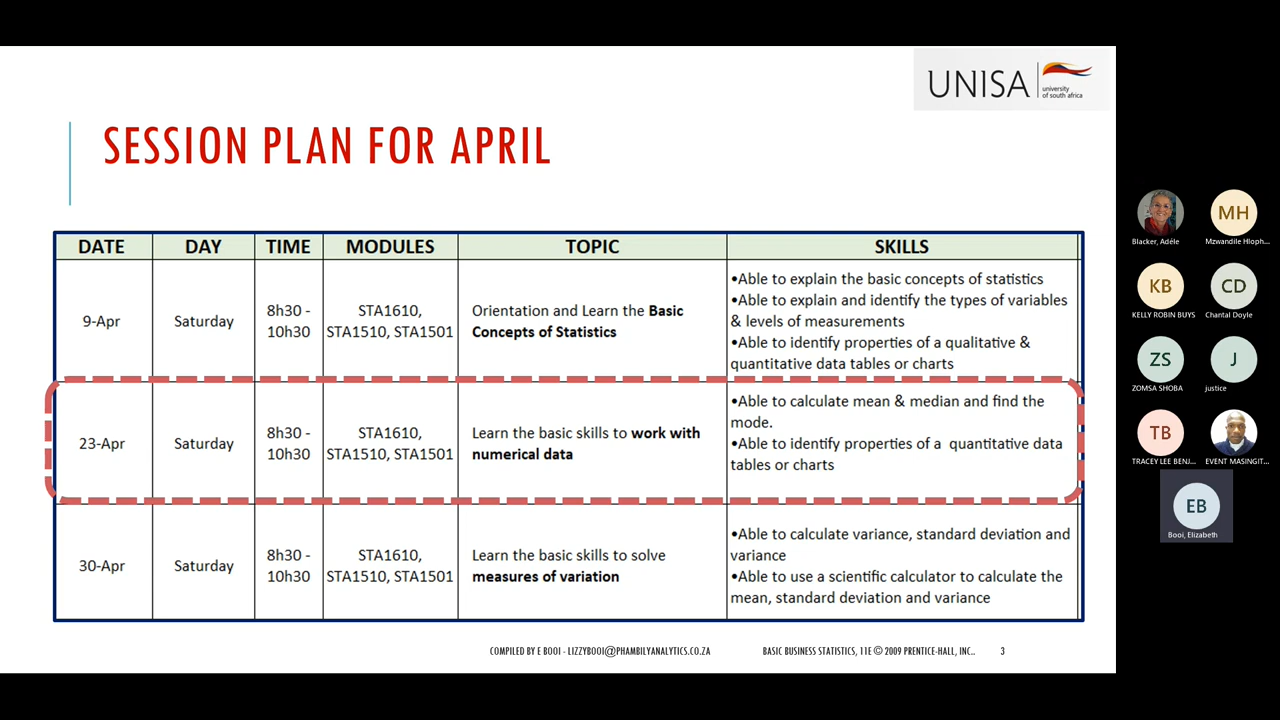 UNISA
university
of south africa
SESSION PLAN FOR APRIL
DATE DAY TIME MODULES TOPIC SKILLS
9-Apr
Saturday
8h30 -
10h30
STA1610,
STA1510, STA1501
Orientation and Learn the Basic
Concepts of Statistics
•Able to explain the basic concepts of statistics
•Able to explain and identify the types of variables
& levels of measurements
•Able to identify properties of a qualitative &
quantitative data tables or charts
23-Apr
Saturday
8h30 -
10h30
STA1610,
STA1510, STA1501
Learn the basic skills to work with
numerical data
•Able to calculate mean & median and find the
mode.
•Able to identify properties of a quantitative data
tables or charts
30-Apr
Saturday
8h30 -
10h30
STA1610,
STA1510, STA1501
Learn the basic skills to solve
measures of variation
•Able to calculate variance, standard deviation and
variance
•Able to use a scientific calculator to calculate the
mean, standard deviation and variance
COMPILED BY E BOOI - LIZZYBOOI@PHAMBILYANALYTICS.CO.ZA
BASIC BUSINESS STATISTICS, 11E © 2009 PRENTICE-HALL, INC..
3
Blacker, Adéle
MH
Mzwandile Hloph...
KB
KELLY ROBIN BUYS
CD
Chantal Doyle
ZS
ZOMSA SHOBA
J
justice
TB
TRACEY LEE BENJ...
EVENT MASINGIT...
EB
Booi, Elizabeth